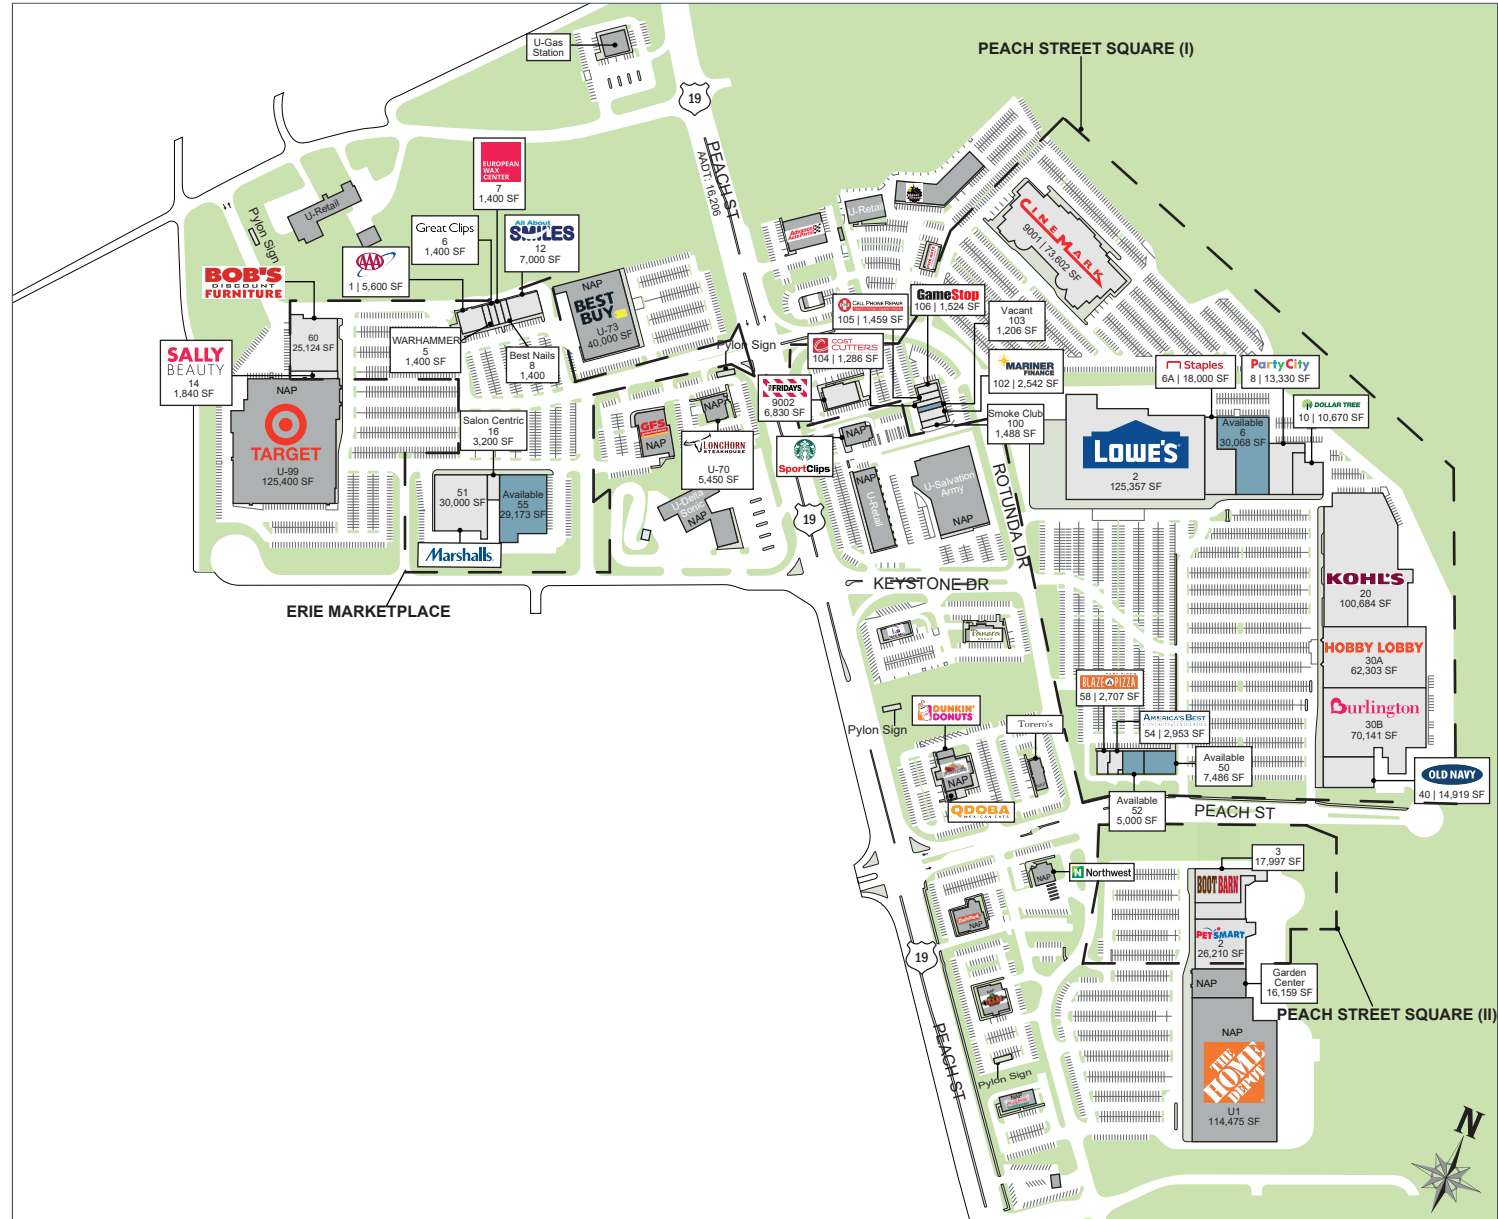 U-Gas
Station
PEACH STREET SQUARE (I)
19
PEACH ST
AADT: 16,206
EUROPEAN
WAX
CENTER
7
1,400 SF
U-Retail
Pylon Sign
Great Clips
6
1,400 SF
All About
SMILES
12
7,000 SF
AAA
1 | 5,600 SF
BOB'S
DISCOUNT
FURNITURE
60
25,124 SF
WARHAMMER
5
1,400 SF
Best Nails
8
1,400
NAP
BEST
BUY
U-73
40,000 SF
Advance
Auto Parts
U-Retail
CINEMARK
9001 | 73,602 SF
CELL PHONE REPAIR
105 | 1,459 SF
GameStop
106 | 1,524 SF
Vacant
103
1,206 SF
COST
CUTTERS
104 | 1,286 SF
MARINER
FINANCE
102 | 2,542 SF
Pylon Sign
FRIDAYS
9002
6,830 SF
Smoke Club
100
1,488 SF
Staples
6A | 18,000 SF
PartyCity
8 | 13,330 SF
DOLLAR TREE
10 | 10,670 SF
SALLY
BEAUTY
14
1,840 SF
NAP
TARGET
U-99
125,400 SF
Salon Centric
16
3,200 SF
GFS
NAP
NAP
LONGHORN
STEAKHOUSE
U-70
5,450 SF
NAP
SportClips
LOWE'S
2
125,357 SF
Available
6
30,068 SF
51
30,000 SF
Available
55
29,173 SF
Marshalls
U-Delta
Sonic
NAP
19
NAP
U-Retail
U-Salvation
Army
NAP
ROTUNDA DR
KEYSTONE DR
ERIE MARKETPLACE
KOHL'S
20
100,684 SF
HOBBY LOBBY
30A
62,303 SF
Burlington
30B
70,141 SF
OLD NAVY
40 | 14,919 SF
Panera
BREAD
BLAZE PIZZA
58 | 2,707 SF
AMERICA'S BEST
54 | 2,953 SF
Available
50
7,486 SF
Available
52
5,000 SF
DUNKIN'
DONUTS
Torero's
Pylon Sign
NAP
NAP
QDOBA
MEXICAN EATS
PEACH ST
NAP
Northwest
3
17,997 SF
BOOT BARN
PETSMART
2
26,210 SF
NAP
Garden
Center
16,159 SF
PEACH STREET SQUARE (II)
NAP
19
PEACH ST
Pylon Sign
NAP
NAP
THE
HOME
DEPOT
U1
114,475 SF
N